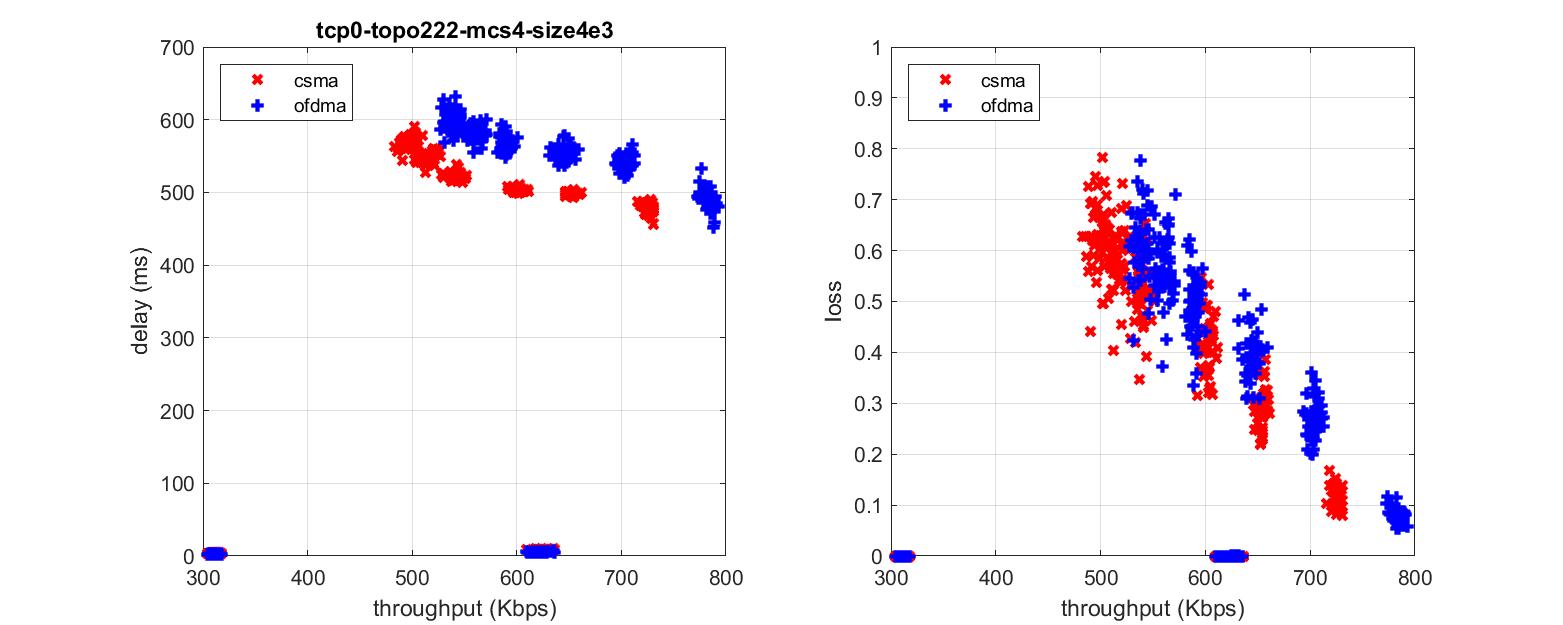 tcp0-topo222-mcs4-size4e3
700
600
500
400
300
200
100
0
delay (ms)
csma
ofdma
300 400 500 600 700 800
throughput (Kbps)
1
0.9
0.8
0.7
0.6
0.5
0.4
0.3
0.2
0.1
0
loss
csma
ofdma
300 400 500 600 700 800
throughput (Kbps)